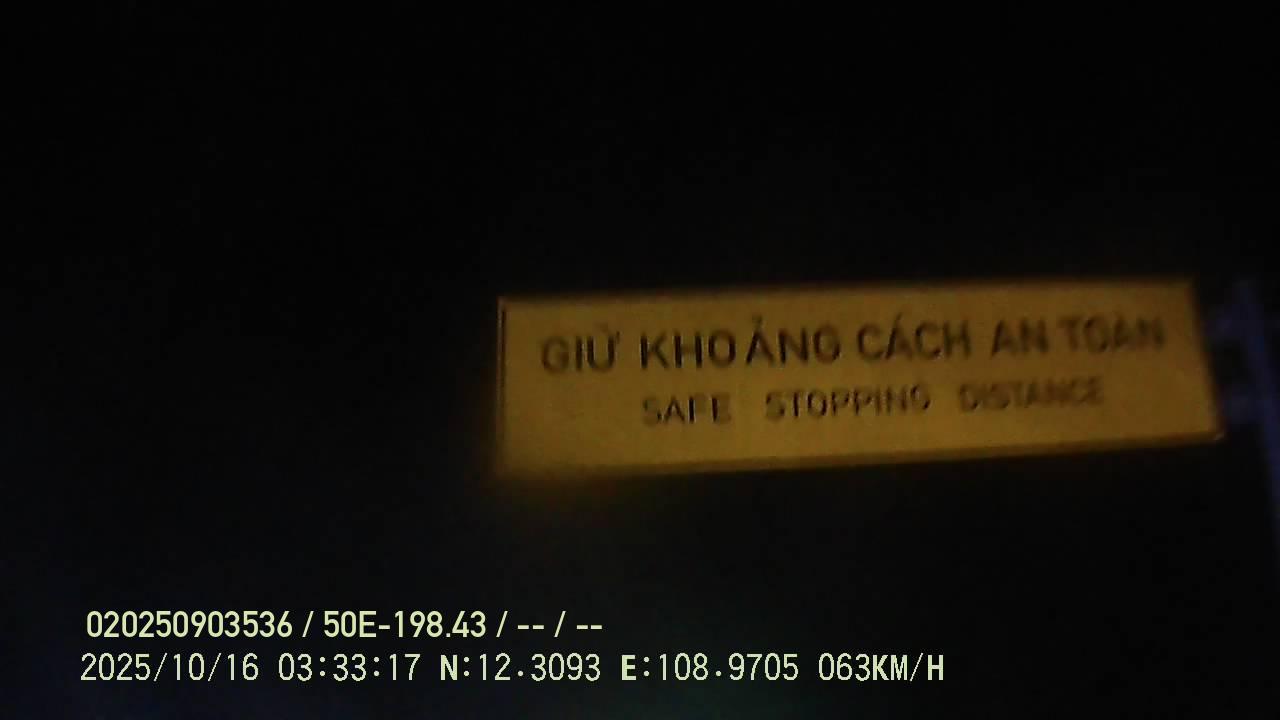 GIỮ KHOẢNG CÁCH AN TOÀN
SAFE STOPPING DISTANCE
020250903536 / 50E-198.43 / -- / --
2025/10/16 03:33:17 N:12.3093 E:108.9705 063KM/H